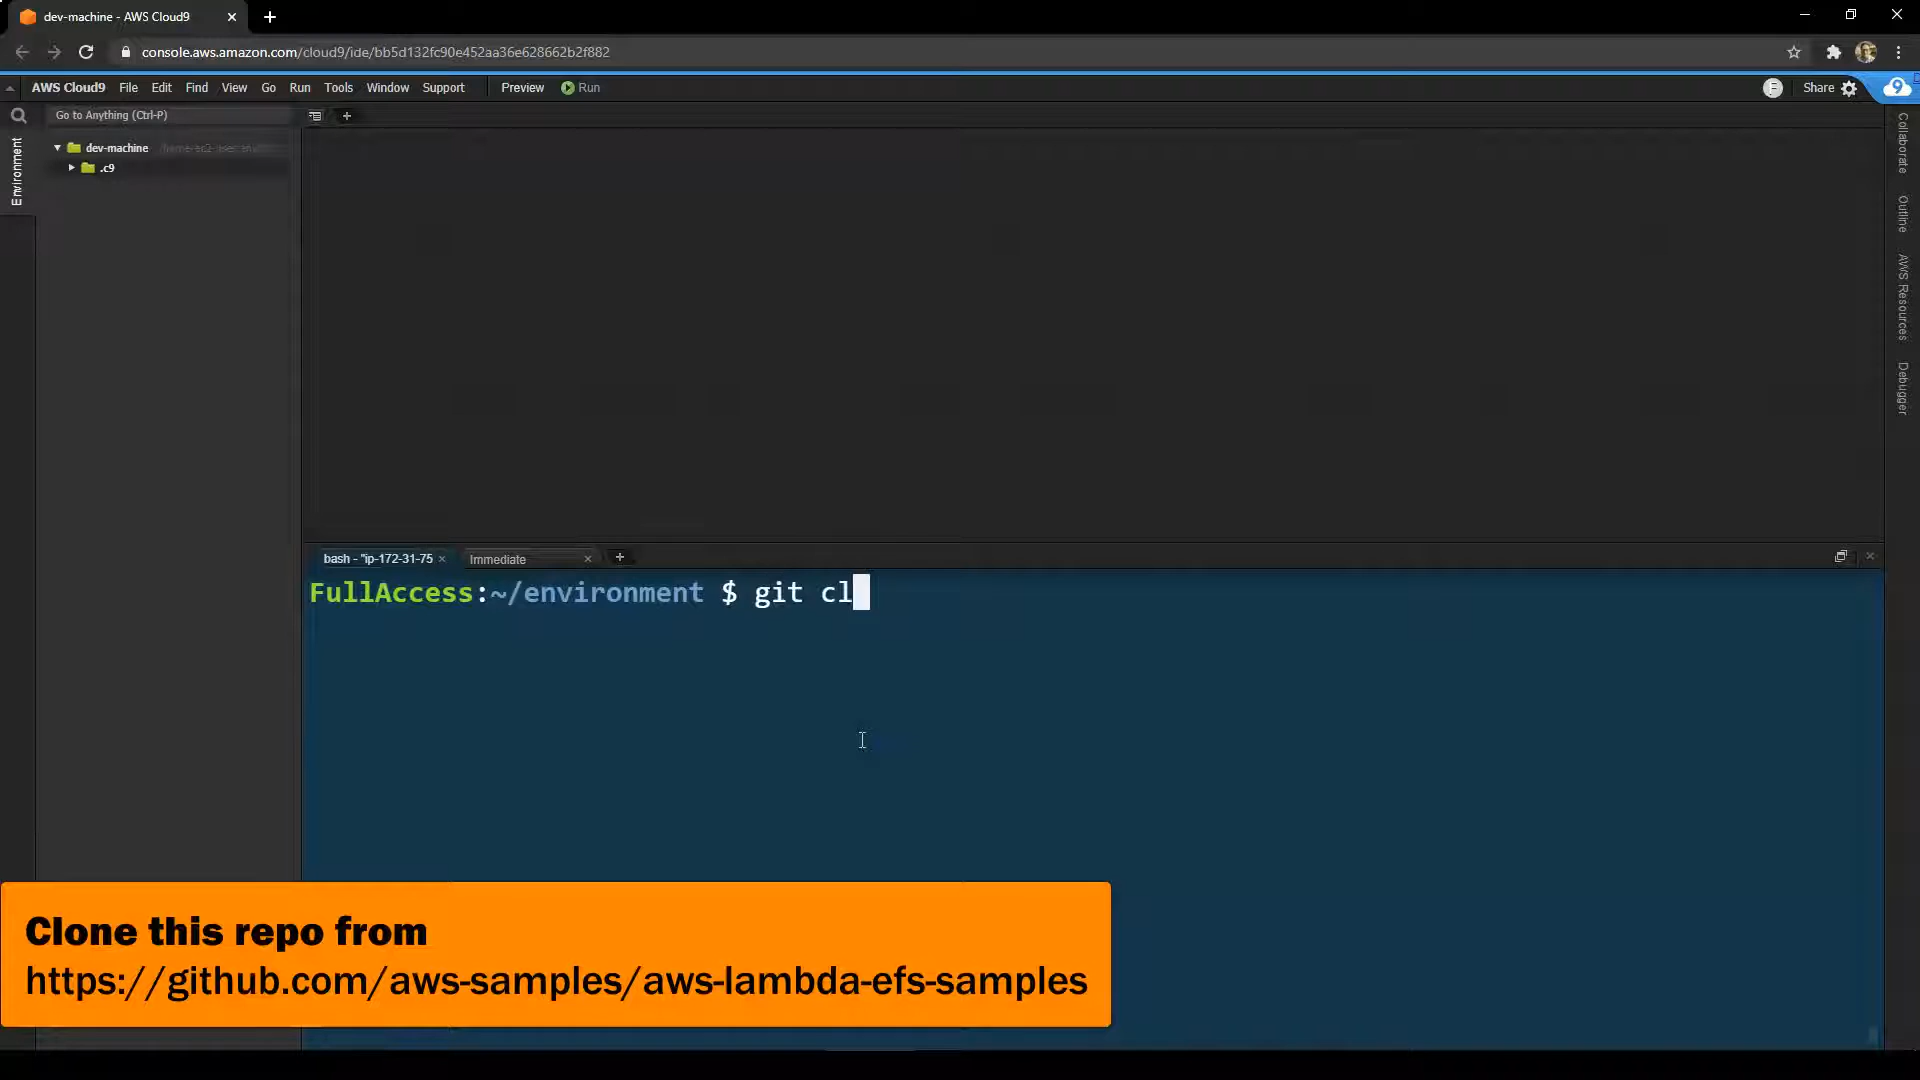 dev-machine - AWS Cloud9
console.aws.amazon.com/cloud9/ide/bb5d132fc90e452aa36e628662b2f882
AWS Cloud9 File Edit Find View Go Run Tools Window Support Preview Run
F Share
9
Go to Anything (Ctrl-P)
Environment
dev-machine
.c9
Collaborate
Outline
AWS Resources
Debugger
bash - "ip-172-31-75
Immediate
FullAccess:~/environment $ git cl
Clone this repo from
https://github.com/aws-samples/aws-lambda-efs-samples